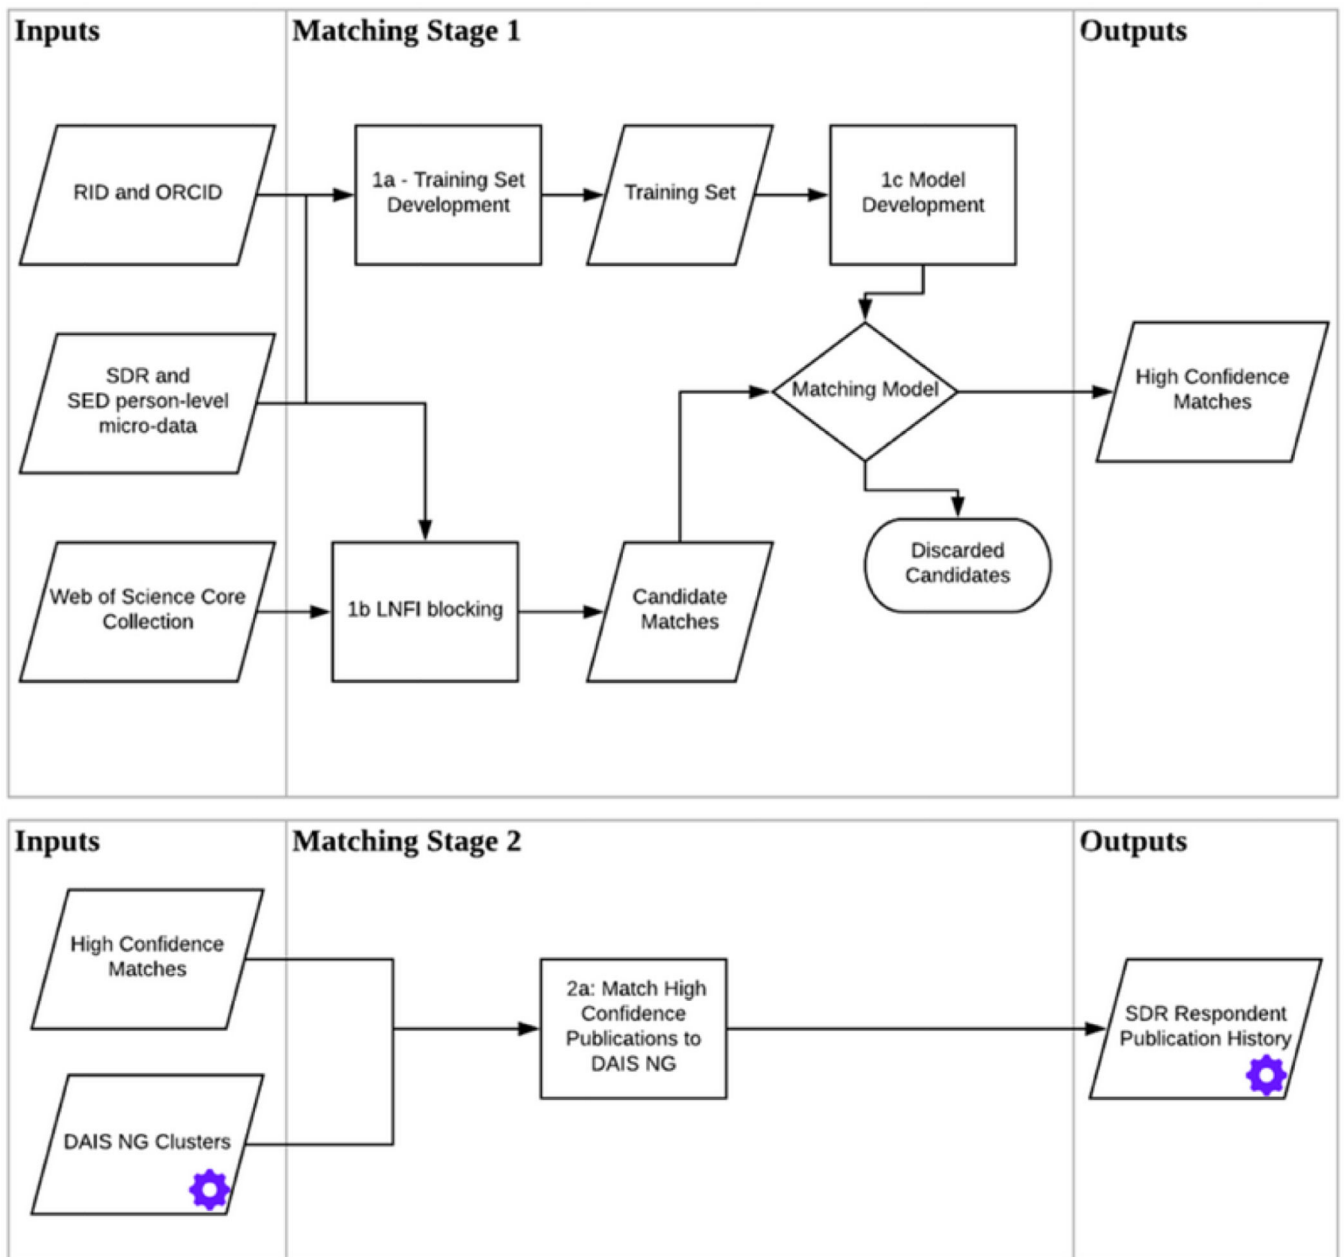 Inputs
Matching Stage 1
Outputs
RID and ORCID
1a - Training Set
Development
Training Set
1c Model
Development
SDR and
SED person-level
micro-data
Matching Model
High Confidence
Matches
Web of Science Core
Collection
1b LNFI blocking
Candidate
Matches
Discarded
Candidates
Inputs
Matching Stage 2
Outputs
High Confidence
Matches
2a: Match High
Confidence
Publications to
DAIS NG
SDR Respondent
Publication History
DAIS NG Clusters